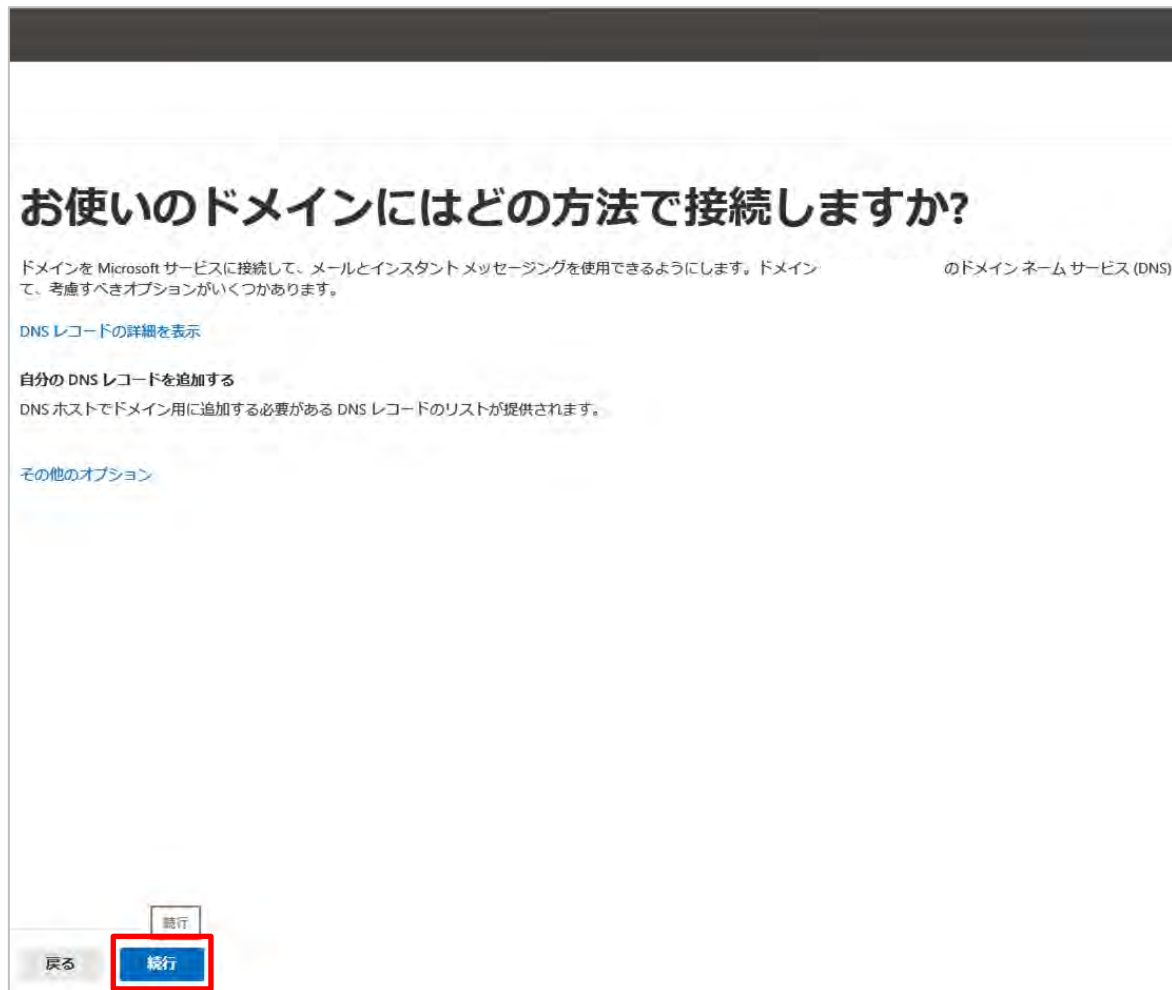 お使いのドメインにはどの方法で接続しますか?
ドメインを Microsoft サービスに接続して、メールとインスタント メッセージングを使用できるようにします。ドメイン のドメイン ネーム サービス (DNS)
て、考慮すべきオプションがいくつかあります。
DNS レコードの詳細を表示
自分の DNS レコードを追加する
DNS ホストでドメイン用に追加する必要がある DNS レコードのリストが提供されます。
その他のオプション
続行
戻る 続行